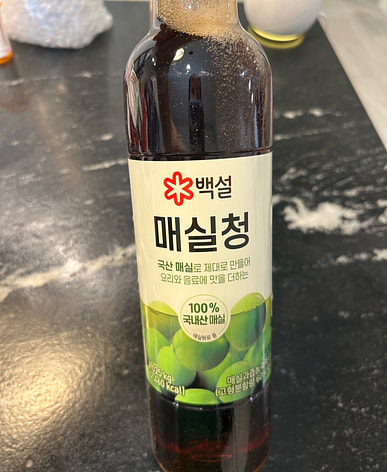 백설
매실청
국산 매실로 제대로 만들어
요리와 음료에 맛을 더하는
100%
국내산 매실
kcal)